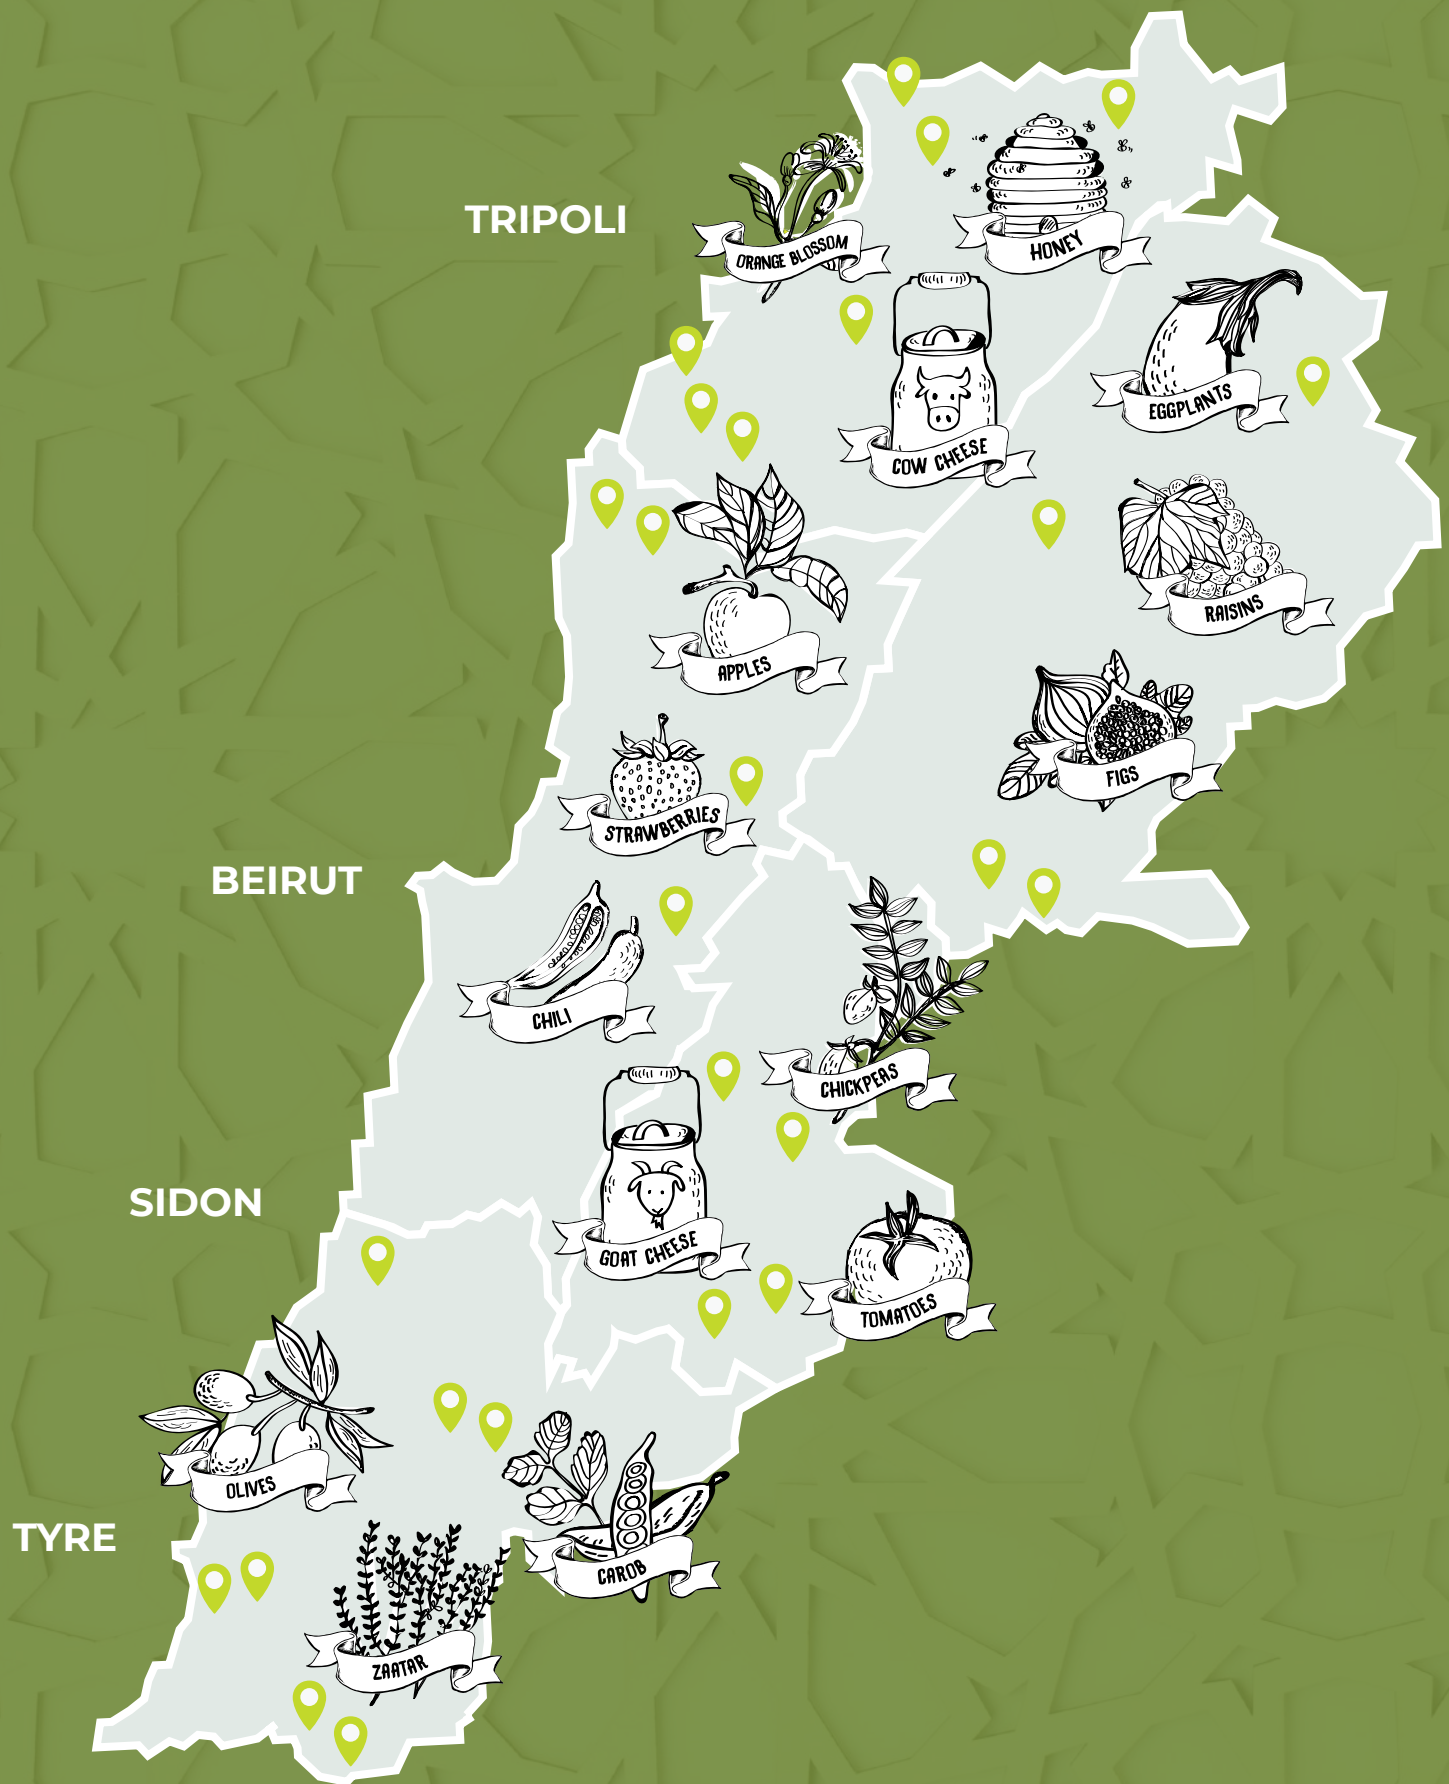 TRIPOLI
ORANGE BLOSSOM
HONEY
EGGPLANTS
COW CHEESE
RAISINS
APPLES
FIGS
STRAWBERRIES
BEIRUT
CHILI
CHICKPEAS
SIDON
GOAT CHEESE
TOMATOES
OLIVES
TYRE
CAROB
ZAATAR